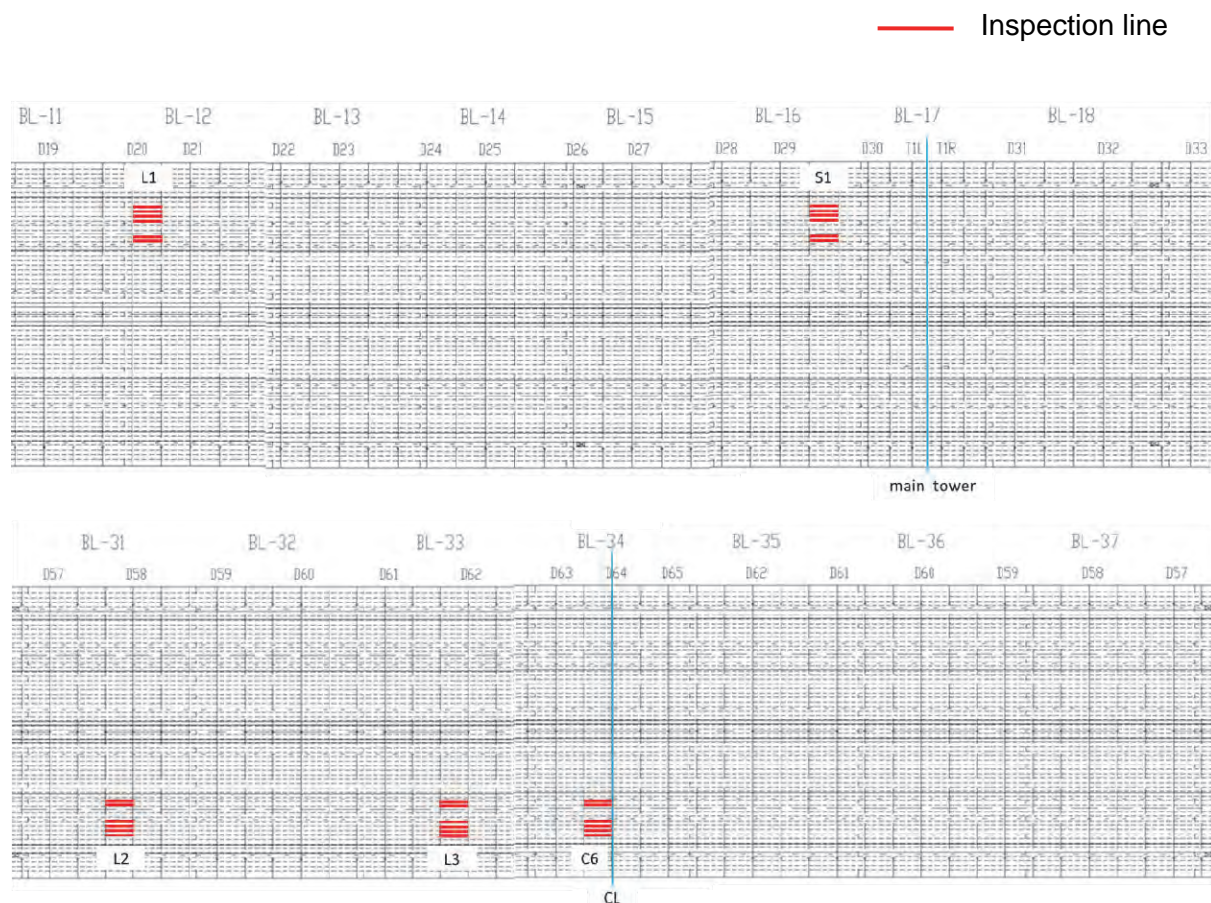 Inspection line
BL-11 BL-12 BL-13 BL-14 BL-15 BL-16 BL-17 BL-18
D19 D20 D21 D22 D23 D24 D25 D26 D27 D28 D29 D30 T1L T1R D31 D32 D33
L1 S1
main tower
BL-31 BL-32 BL-33 BL-34 BL-35 BL-36 BL-37
D57 D58 D59 D60 D61 D62 D63 D64 D65 D62 D61 D60 D59 D58 D57
L2 L3 C6
CL